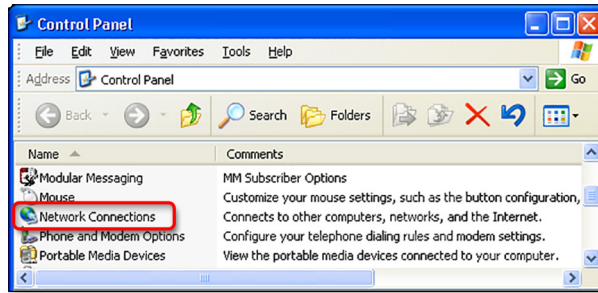 Control Panel
File Edit View Favorites Tools Help
Address Control Panel Go
Back Search Folders
Name Comments
Modular Messaging MM Subscriber Options
Mouse Customize your mouse settings, such as the button configuration,
Network Connections Connects to other computers, networks, and the Internet.
Phone and Modem Options Configure your telephone dialing rules and modem settings.
Portable Media Devices View the portable media devices connected to your computer.